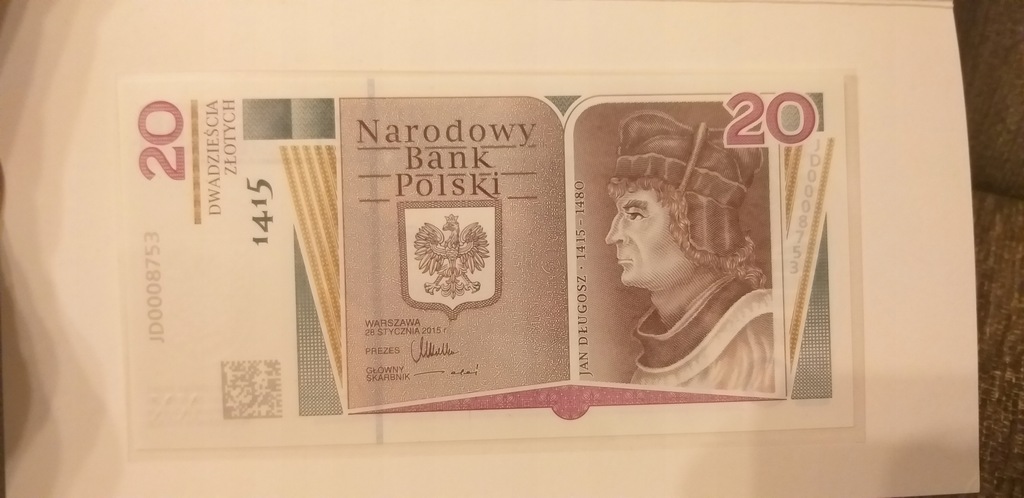 20
DWADZIEŚCIA
ZŁOTYCH
1415
JD0008753
Narodowy
Bank
Polski
WARSZAWA
28 STYCZNIA 2015 r.
PREZES
GŁÓWNY
SKARBNIK
JAN DŁUGOSZ · 1415–1480
20
JD0008753